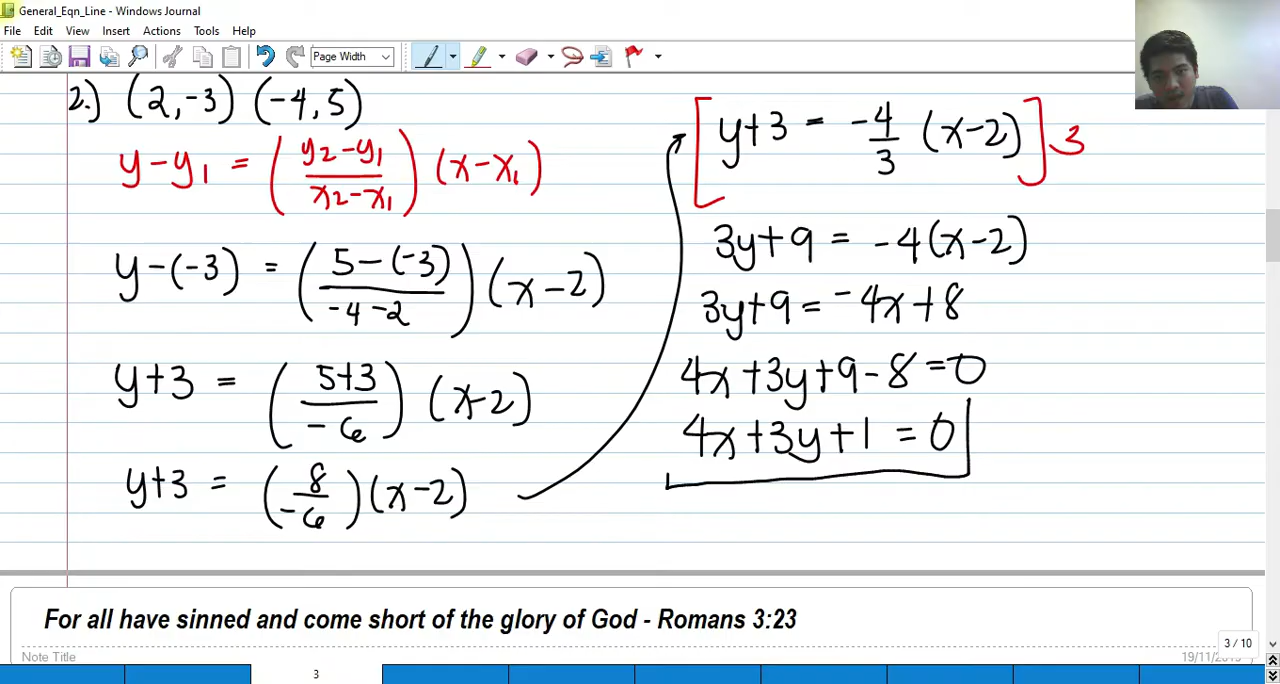 General_Eqn_Line - Windows Journal
File Edit View Insert Actions Tools Help
Page Width
2.) (2,-3) (-4,5)
y-y₁ = ( y₂-y₁ / x₂-x₁ ) (x-x₁)
y-(-3) = ( 5-(-3) / -4-2 ) (x-2)
y+3 = ( 5+3 / -6 ) (x-2)
y+3 = ( 8 / -6 ) (x-2)
[ y+3 = -4/3 (x-2) ] 3
3y+9 = -4(x-2)
3y+9 = -4x+8
4x+3y+9-8=0
4x+3y+1 = 0
For all have sinned and come short of the glory of God - Romans 3:23
3 / 10
Note Title
3